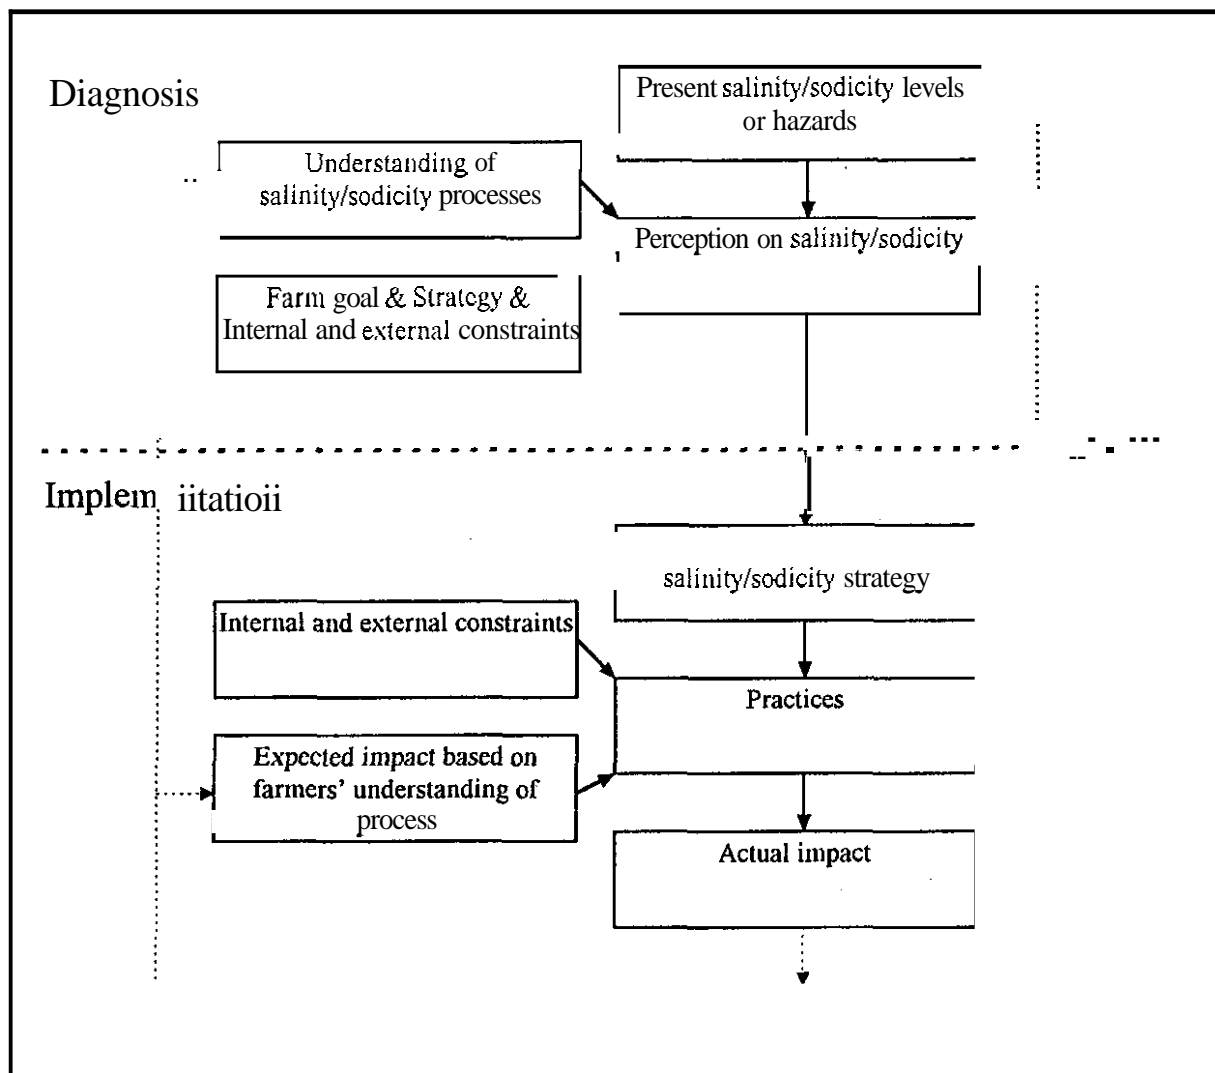 Diagnosis
Present salinity/sodicity levels
or hazards
Understanding of
salinity/sodicity processes
Perception on salinity/sodicity
Farm goal & Strategy &
Internal and external constraints
Implem iitatioii
salinity/sodicity strategy
Internal and external constraints
Practices
Expected impact based on
farmers' understanding of
process
Actual impact